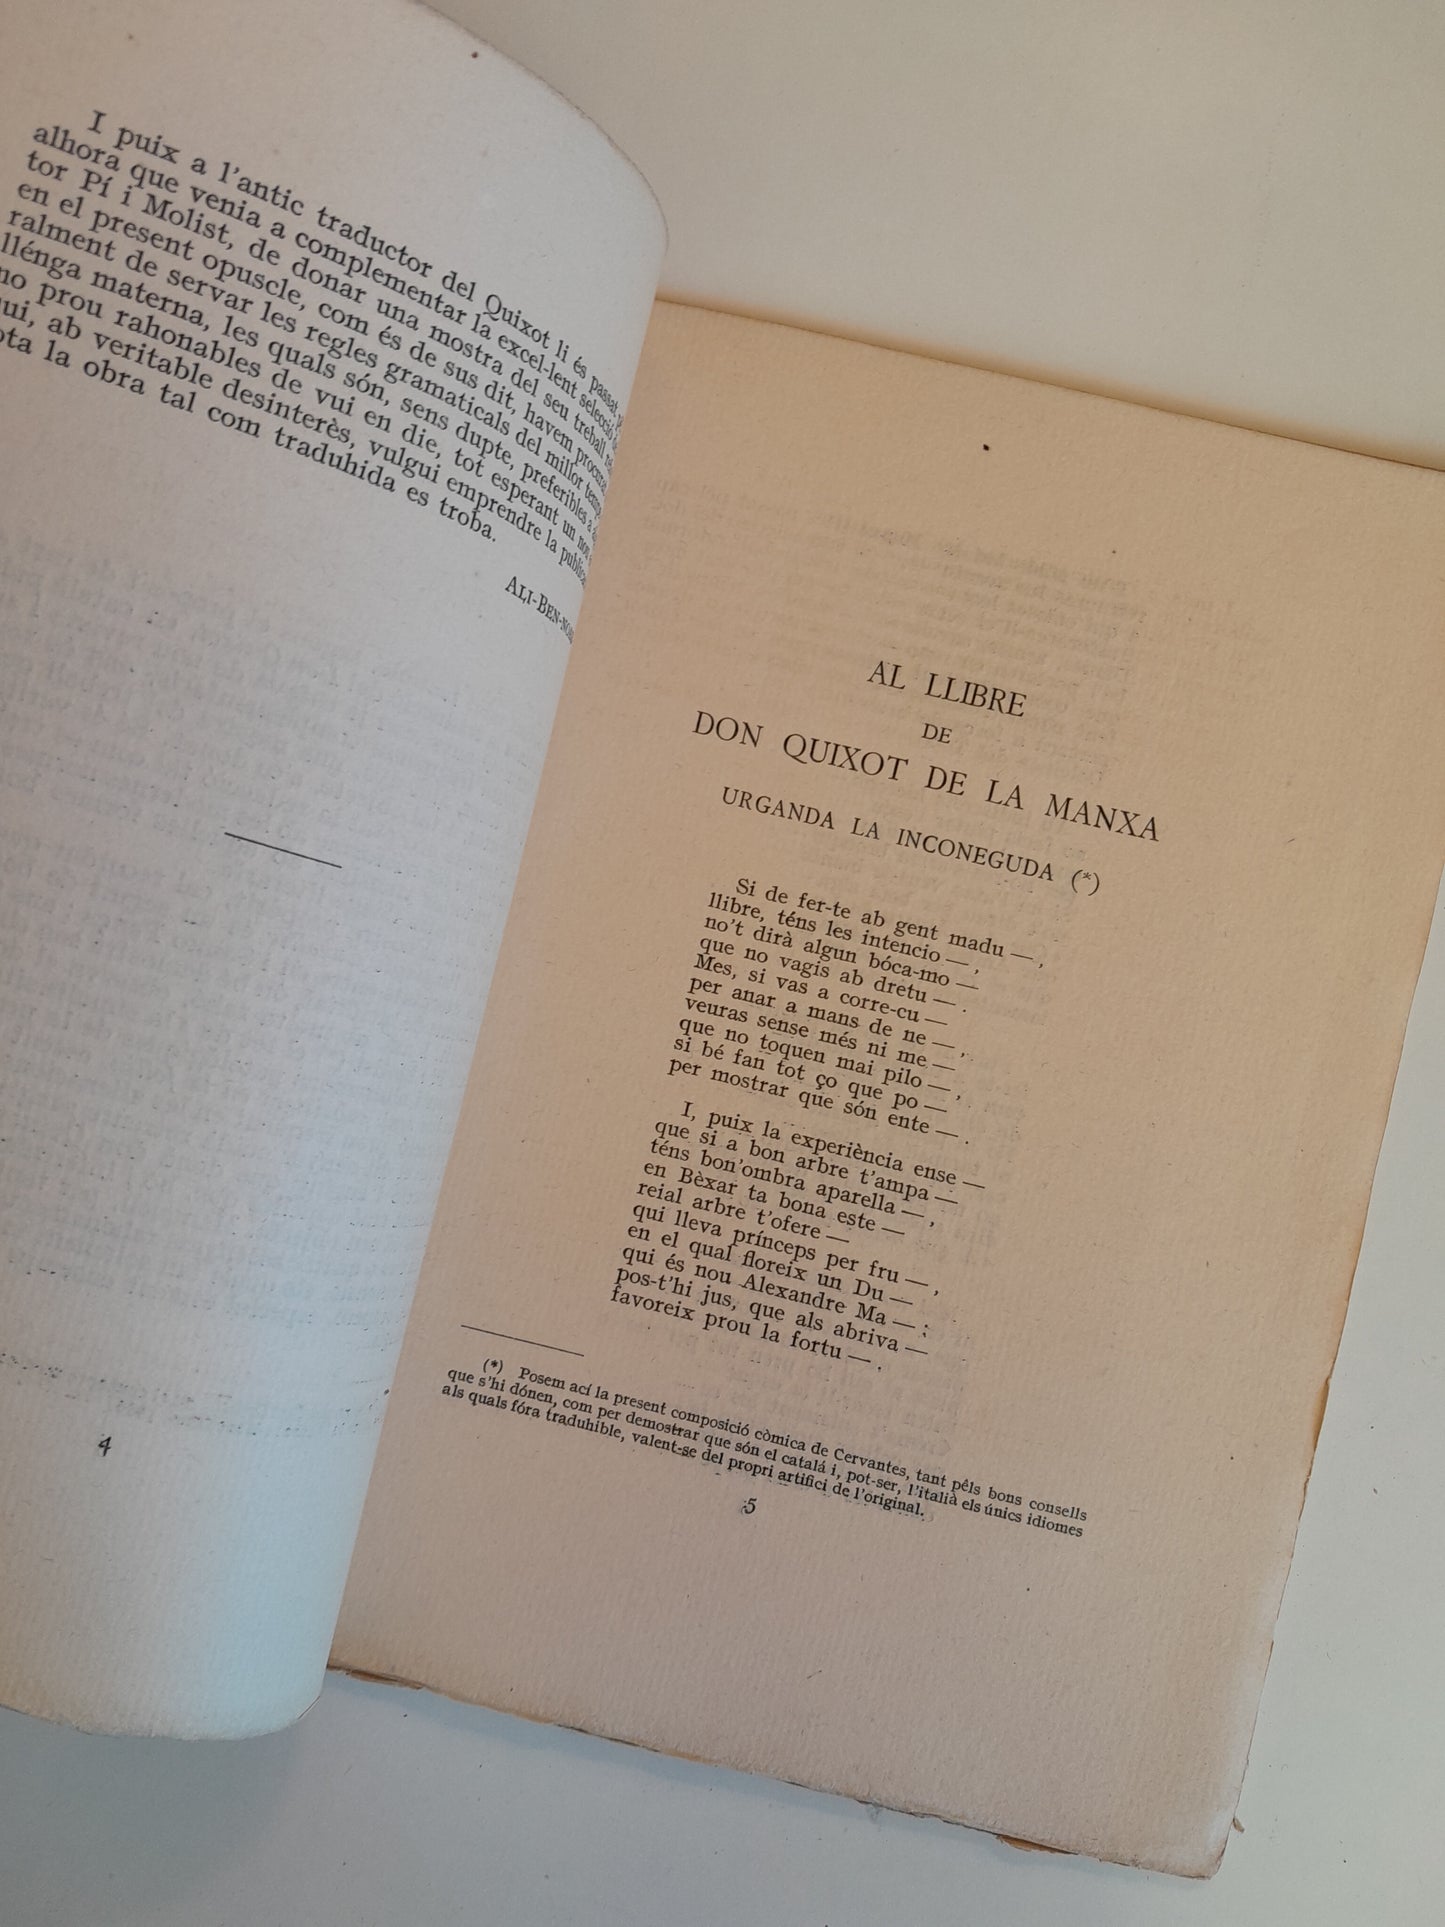 I puix a l'antic traductor del Quixot li és passat
alhora que venia a complementar la excel-lent selecció
tor Pí i Molist, de donar una mostra del seu treball
en el present opuscle, com és de sus dit, havem procurat
ralment de servar les regles gramaticals del millor temps
llénga materna, les quals són, sens dupte, preferibles a
no prou rahonables de vui en die, tot esperant un nou
ui, ab veritable desinterès, vulgui emprendre la
ota la obra tal com traduhida es troba.
ALI-BEN-
4
AL LLIBRE
DE
DON QUIXOT DE LA MANXA
URGANDA LA INCONEGUDA (*)
Si de fer-te ab gent madu —,
llibre, téns les intencio —,
no't dirà algun bóca-mo —
que no vagis ab dretu —.
Mes, si vas a corre-cu —
per anar a mans de ne —,
veuras sense més ni me —
que no toquen mai pilo —,
si bé fan tot ço que po —
per mostrar que són ente —.
I, puix la experiència ense —
que si a bon arbre t'ampa —
téns bon'ombra aparella —,
en Bèxar ta bona este —
reial arbre t'ofere —
qui lleva prínceps per fru —,
en el qual floreix un Du —
qui és nou Alexandre Ma — :
pos-t'hi jus, que als abriva —
favoreix prou la fortu —.
(*) Posem ací la present composició còmica de Cervantes, tant pêls bons consells
que s'hi dónen, com per demostrar que són el catalá i, pot-ser, l'italià els únics idiomes
als quals fóra traduhible, valent-se del propri artifici de l'original.
5